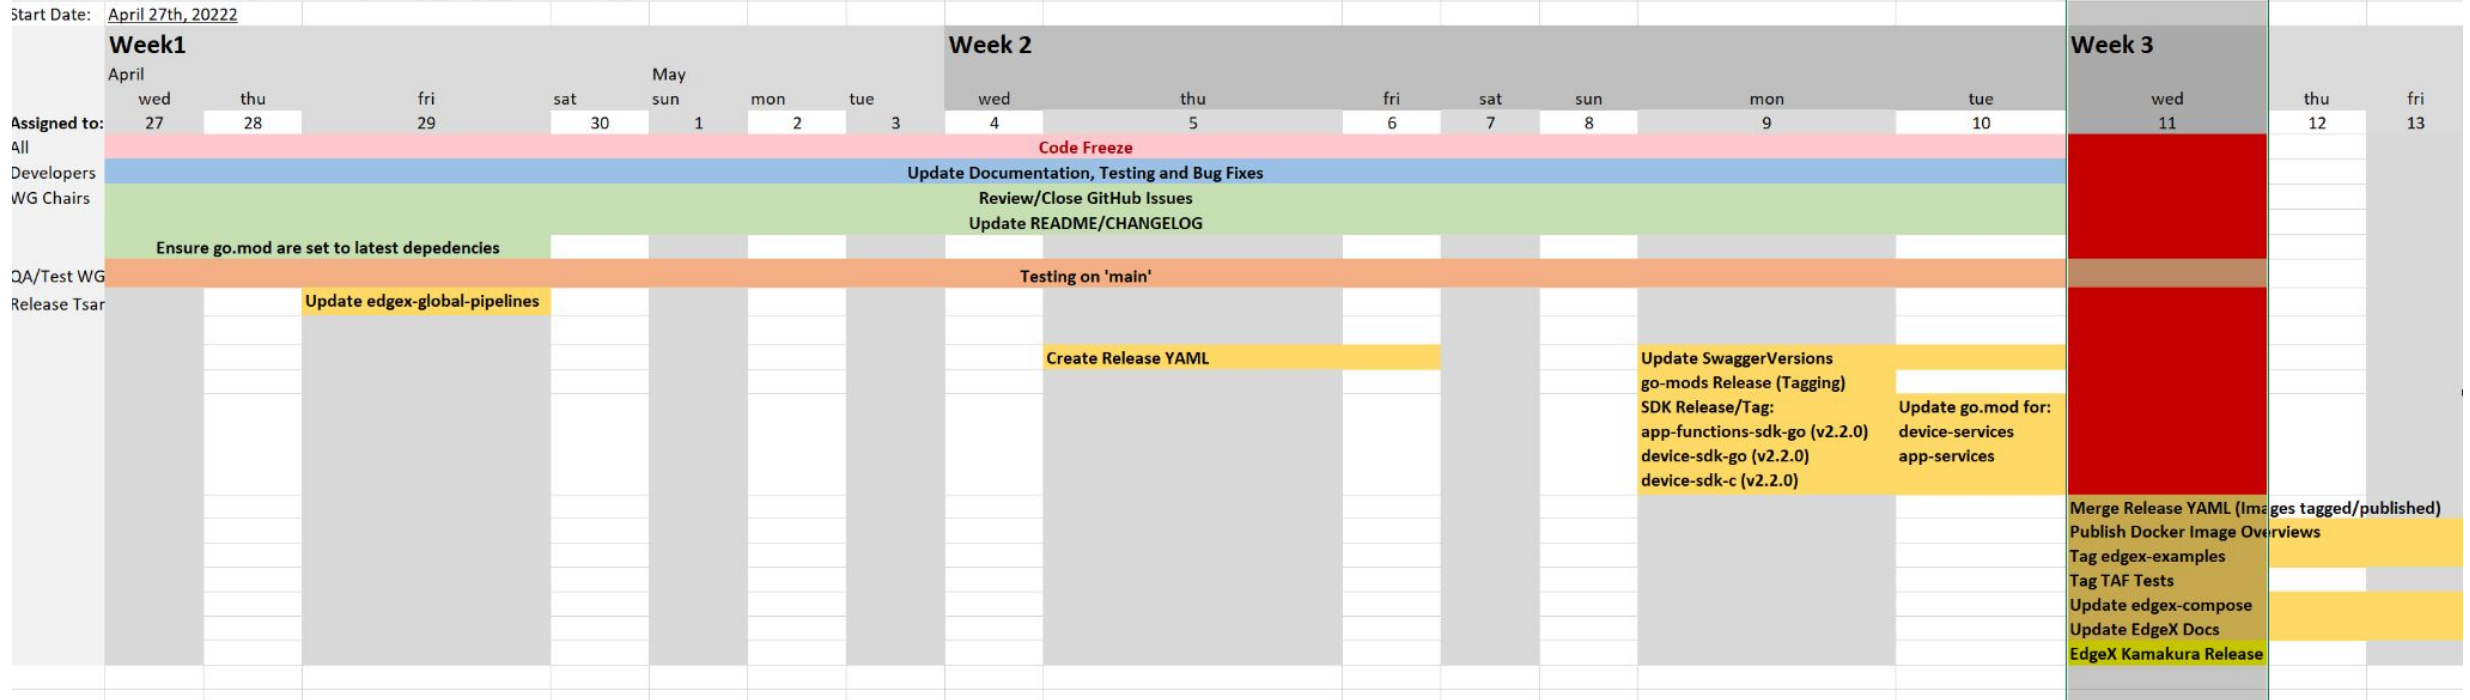 Start Date: April 27th, 20222
Week1 Week 2 Week 3
April May
wed thu fri sat sun mon tue wed thu fri sat sun mon tue wed thu fri
Assigned to: 27 28 29 30 1 2 3 4 5 6 7 8 9 10 11 12 13
All Code Freeze
Developers Update Documentation, Testing and Bug Fixes
WG Chairs Review/Close GitHub Issues
Update README/CHANGELOG
Ensure go.mod are set to latest depedencies
QA/Test WG Testing on 'main'
Release Tsar Update edgex-global-pipelines
Create Release YAML Update SwaggerVersions
go-mods Release (Tagging)
SDK Release/Tag: Update go.mod for:
app-functions-sdk-go (v2.2.0) device-services
device-sdk-go (v2.2.0) app-services
device-sdk-c (v2.2.0)
Merge Release YAML (Images tagged/published)
Publish Docker Image Overviews
Tag edgex-examples
Tag TAF Tests
Update edgex-compose
Update EdgeX Docs
EdgeX Kamakura Release